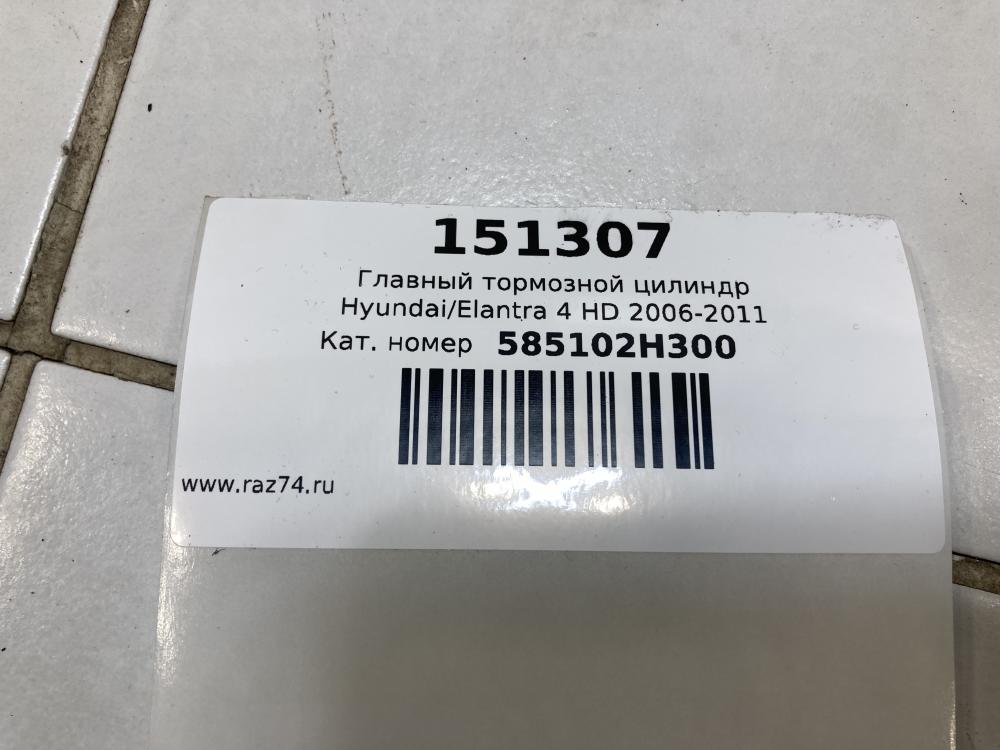 151307
Главный тормозной цилиндр
Hyundai/Elantra 4 HD 2006-2011
Кат. номер 585102H300
www.raz74.ru